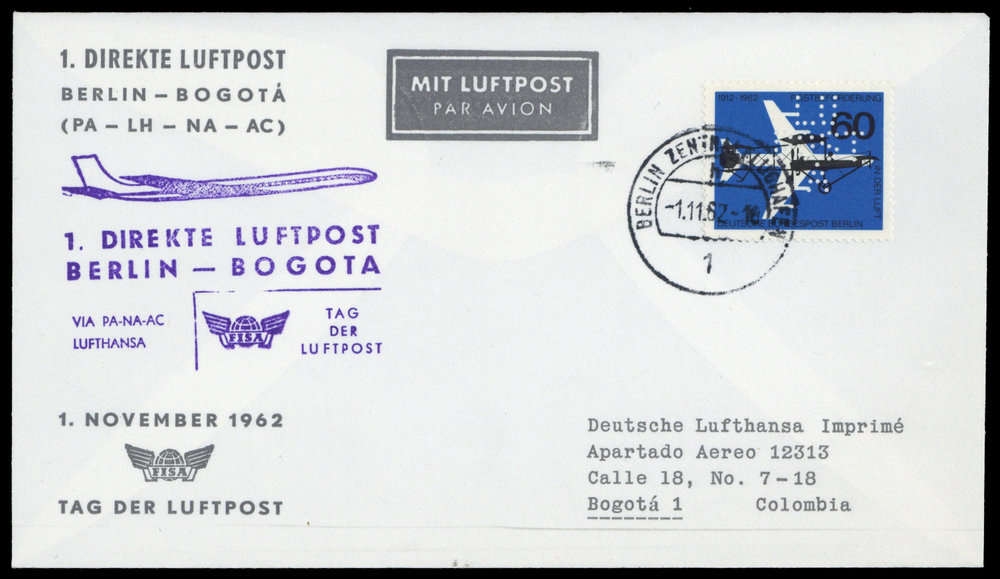 1. DIREKTE LUFTPOST
BERLIN – BOGOTÁ
(PA – LH – NA – AC)
MIT LUFTPOST
PAR AVION
1912 · 1962
60
DEUTSCHE BUNDESPOST BERLIN
IN DER LUFT
BERLIN
-1.11.62-
1
1. DIREKTE LUFTPOST
BERLIN — BOGOTA
VIA PA-NA-AC
LUFTHANSA
FISA
TAG
DER
LUFTPOST
1. NOVEMBER 1962
FISA
TAG DER LUFTPOST
Deutsche Lufthansa Imprimé
Apartado Aereo 12313
Calle 18, No. 7-18
Bogotá 1 Colombia